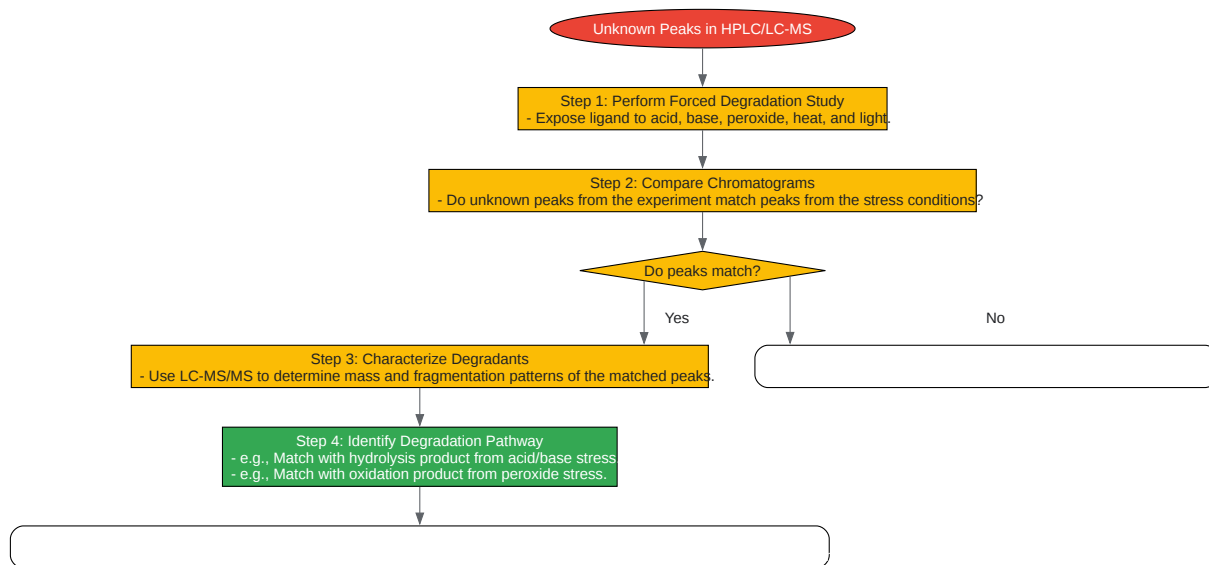 Unknown Peaks in HPLC/LC-MS
Step 1: Perform Forced Degradation Study
- Expose ligand to acid, base, peroxide, heat, and light.
Step 2: Compare Chromatograms
- Do unknown peaks from the experiment match peaks from the stress conditions?
Do peaks match?
Yes
No
Step 3: Characterize Degradants
- Use LC-MS/MS to determine mass and fragmentation patterns of the matched peaks.
Step 4: Identify Degradation Pathway
- e.g., Match with hydrolysis product from acid/base stress.
- e.g., Match with oxidation product from peroxide stress.